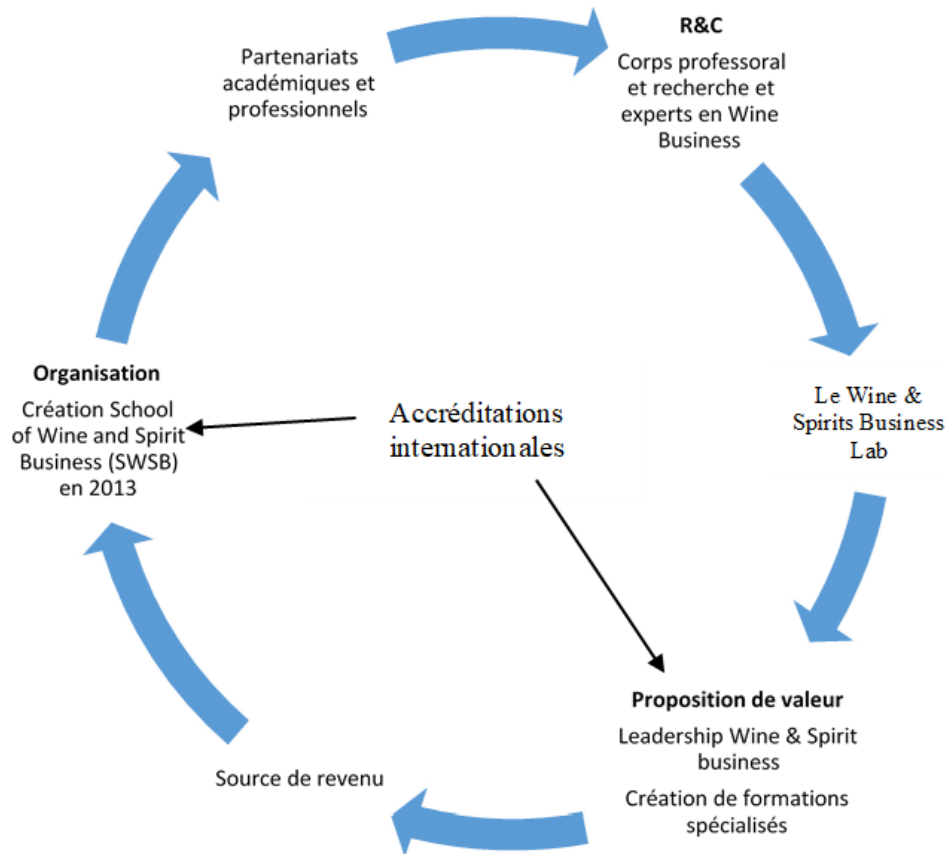 Partenariats
académiques et
professionnels
R&C
Corps professoral
et recherche et
experts en Wine
Business
Organisation
Création School
of Wine and Spirit
Business (SWSB)
en 2013
Accréditations
internationales
Le Wine &
Spirits Business
Lab
Proposition de valeur
Leadership Wine & Spirit
business
Création de formations
spécialisés
Source de revenu